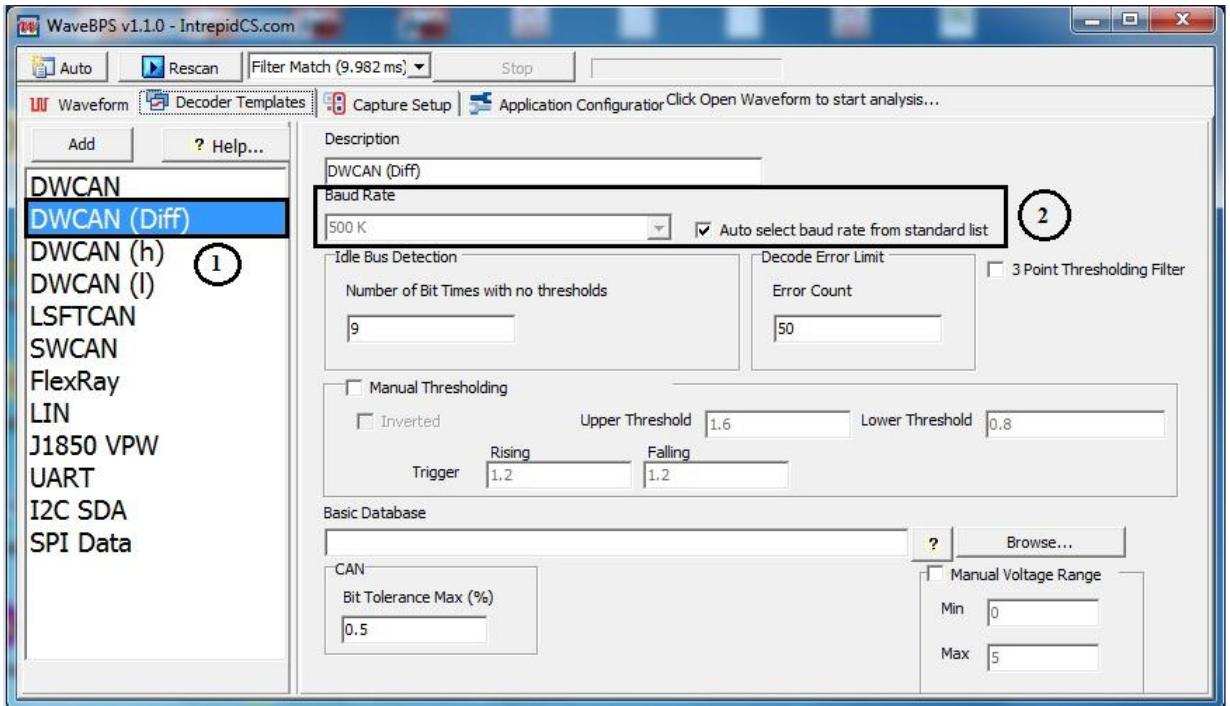 WaveBPS v1.1.0 - IntrepidCS.com
Auto
Rescan
Filter Match (9.982 ms)
Stop
Waveform
Decoder Templates
Capture Setup
Application Configuration
Click Open Waveform to start analysis...
Add
? Help...
DWCAN
DWCAN (Diff)
DWCAN (h)
DWCAN (l)
LSFTCAN
SWCAN
FlexRay
LIN
J1850 VPW
UART
I2C SDA
SPI Data
1
Description
DWCAN (Diff)
Baud Rate
500 K
Auto select baud rate from standard list
2
Idle Bus Detection
Number of Bit Times with no thresholds
9
Decode Error Limit
Error Count
50
3 Point Thresholding Filter
Manual Thresholding
Inverted
Upper Threshold 1.6
Lower Threshold 0.8
Rising Falling
Trigger 1.2 1.2
Basic Database
?
Browse...
CAN
Bit Tolerance Max (%)
0.5
Manual Voltage Range
Min 0
Max 5